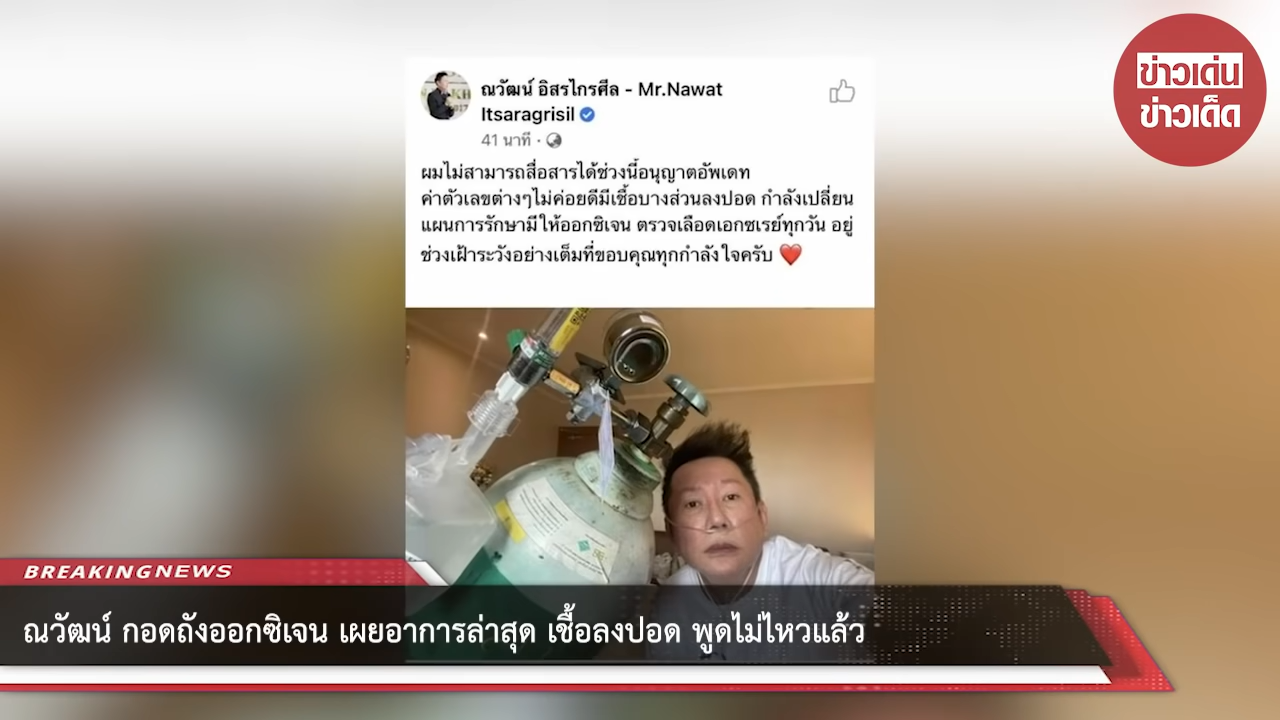 ข่าวเด่น
ข่าวเด็ด
ณวัฒน์ อิสรไกรศีล - Mr.Nawat
Itsaragrisil
41 นาที ·
ผมไม่สามารถสื่อสารได้ช่วงนี้อนุญาตอัพเดท
ค่าตัวเลขต่างๆไม่ค่อยดีมีเชื้อบางส่วนลงปอด กำลังเปลี่ยน
แผนการรักษามีให้ออกซิเจน ตรวจเลือดเอกซเรย์ทุกวัน อยู่
ช่วงเฝ้าระวังอย่างเต็มที่ขอบคุณทุกกำลังใจครับ ❤️
BREAKINGNEWS
ณวัฒน์ กอดถังออกซิเจน เผยอาการล่าสุด เชื้อลงปอด พูดไม่ไหวแล้ว